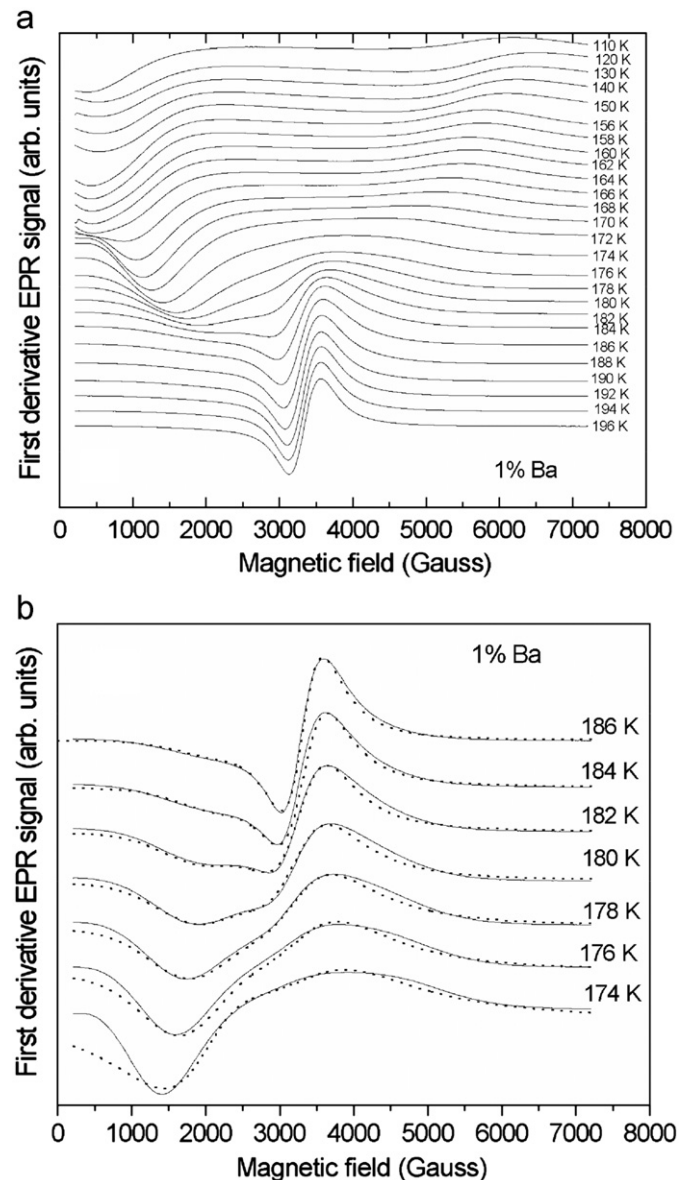 a
First derivative EPR signal (arb. units)
110 K
120 K
130 K
140 K
150 K
156 K
158 K
160 K
162 K
164 K
166 K
168 K
170 K
172 K
174 K
176 K
178 K
180 K
182 K
184 K
186 K
188 K
190 K
192 K
194 K
196 K
1% Ba
0 1000 2000 3000 4000 5000 6000 7000 8000
Magnetic field (Gauss)
b
First derivative EPR signal (arb. units)
1% Ba
186 K
184 K
182 K
180 K
178 K
176 K
174 K
0 1000 2000 3000 4000 5000 6000 7000 8000
Magnetic field (Gauss)